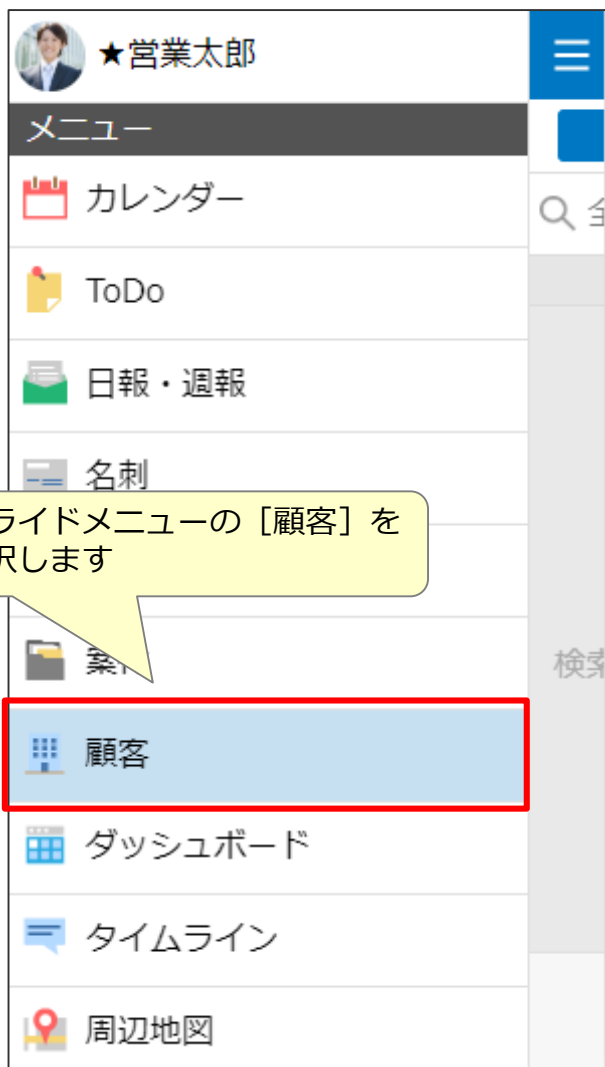 ★営業太郎
メニュー
カレンダー
全
ToDo
日報・週報
名刺
ライドメニューの［顧客］を
択します
検索
顧客
ダッシュボード
タイムライン
周辺地図